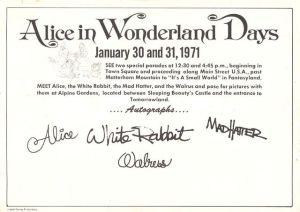 Alice in Wonderland Days
January 30 and 31, 1971
SEE two special parades at 12:30 and 4:45 p.m., beginning in
Town Square and proceeding along Main Street U.S.A., past
Matterhorn Mountain to "It's A Small World" in Fantasyland.
MEET Alice, the White Rabbit, the Mad Hatter, and the Walrus and pose for pictures with
them at Alpine Gardens, located between Sleeping Beauty's Castle and the entrance to
Tomorrowland.
.... Autographs....
Alice White Rabbit MADHATTER
Walrus